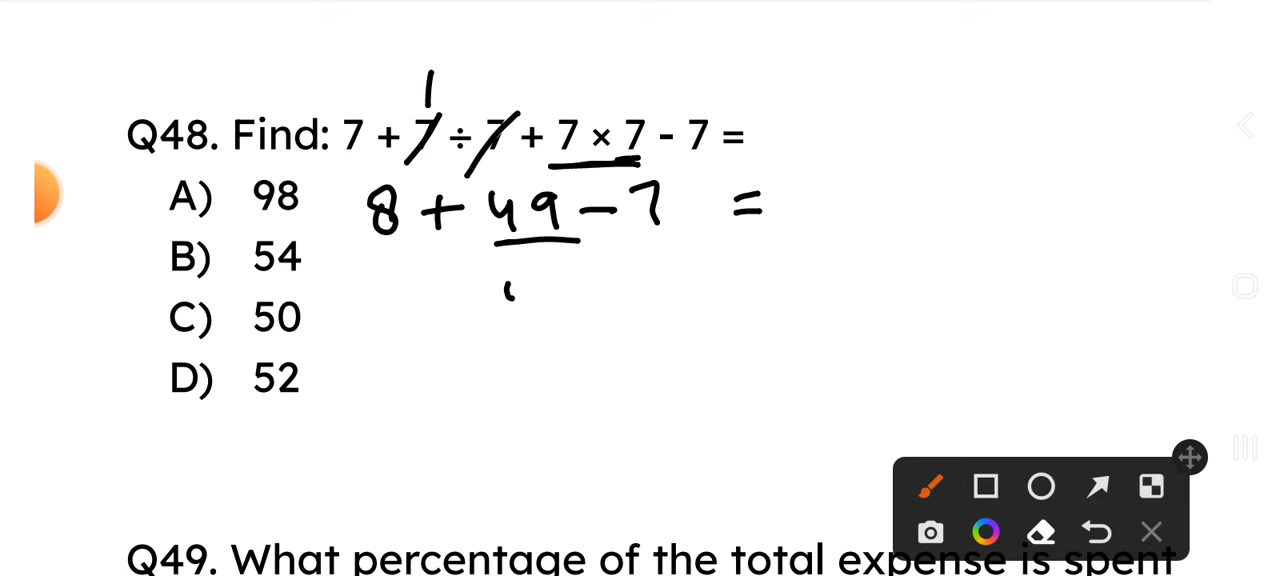 1
Q48. Find: 7 + 7 ÷ 7 + 7 × 7 - 7 =
8 + 49 - 7 =
A) 98
B) 54
C) 50
D) 52
Q49. What percentage of the total expense is spent